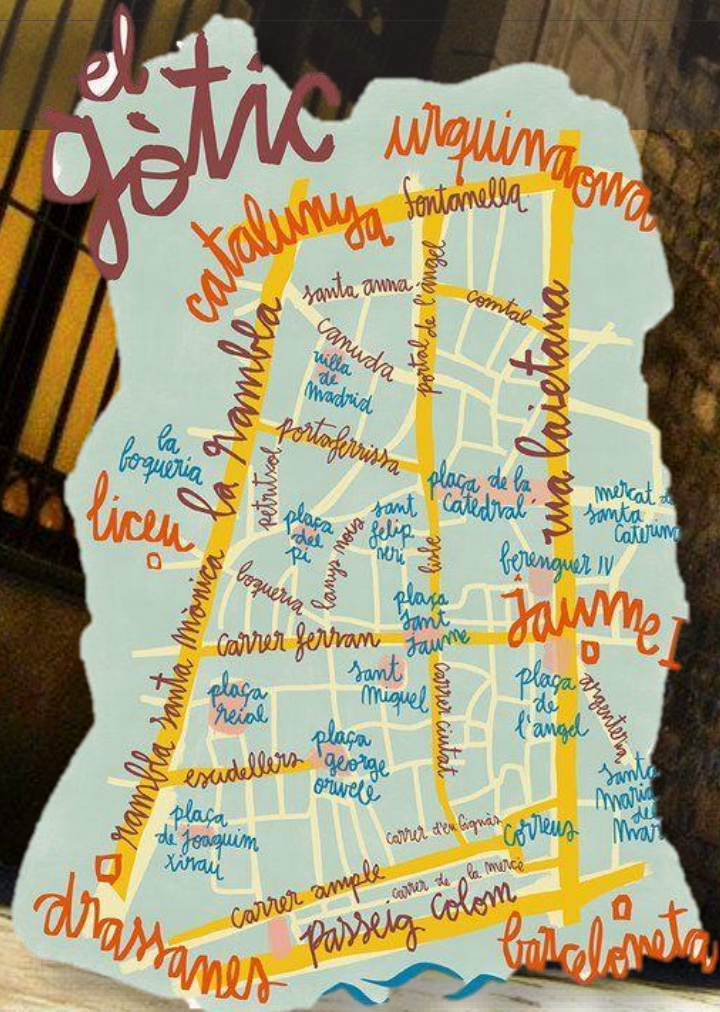 el
gòtic
urquinaona
catalunya
fontanella
santa anna
portal de l'àngel
comtal
canuda
villa
de
madrid
la rambla
via laietana
portaferrissa
petritxol
la
boqueria
liceu
plaça de la
Catedral
mercat de
santa
Caterina
plaça
del
pi
banys nous
sant
felip
neri
bisbe
berenguer IV
boqueria
plaça
sant
jaume
jaume I
carrer ferran
rambla santa mònica
plaça
reial
sant
miquel
carrer ciutat
plaça
de
l'angel
argenteria
escudellers
plaça
george
orwele
santa
maria
del
mar
plaça
de joaquim
xirau
carrer d'en Gignàs
correus
carrer ample
carrer de la mercè
passeig colom
drassanes
barceloneta